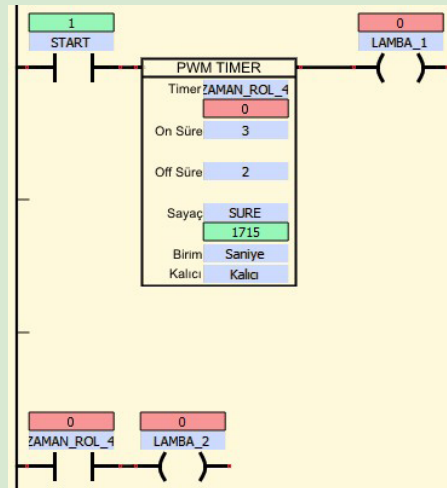 1
START
0
LAMBA_1
PWM TIMER
Timer ZAMAN_ROL_4
0
On Süre 3
Off Süre 2
Sayaç SURE
1715
Birim Saniye
Kalıcı Kalıcı
0
ZAMAN_ROL_4
0
LAMBA_2